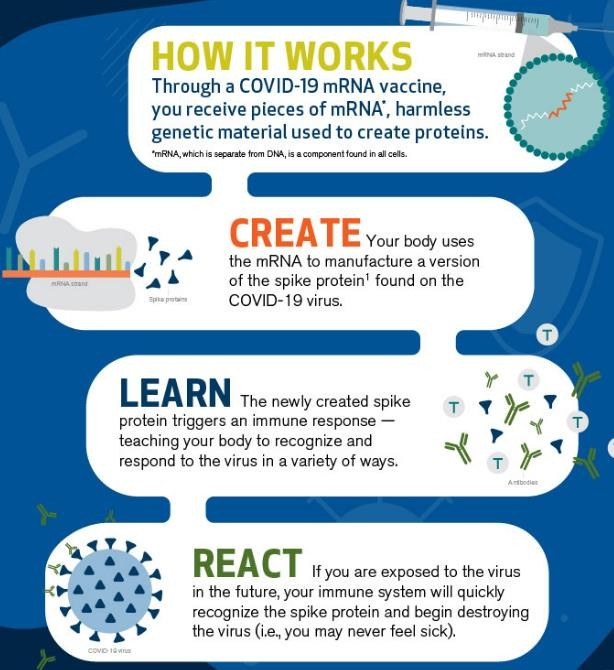 mRNA strand
HOW IT WORKS
Through a COVID-19 mRNA vaccine,
you receive pieces of mRNA*, harmless
genetic material used to create proteins.
*mRNA, which is separate from DNA, is a component found in all cells.
CREATE Your body uses
the mRNA to manufacture a version
of the spike protein¹ found on the
COVID-19 virus.
mRNA strand
Spike proteins
LEARN The newly created spike
protein triggers an immune response —
teaching your body to recognize and
respond to the virus in a variety of ways.
T
T
T
T
T
Antibodies
REACT If you are exposed to the virus
in the future, your immune system will quickly
recognize the spike protein and begin destroying
the virus (i.e., you may never feel sick).
COVID-19 virus